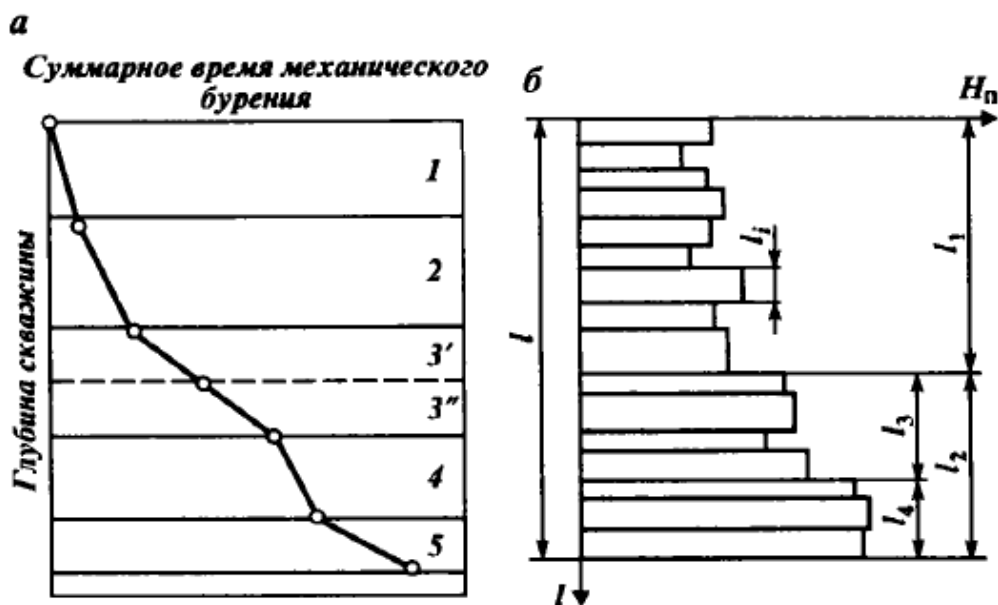 а
Суммарное время механического
бурения
Глубина скважины
1
2
3′
3″
4
5
б
Hп
l
li
l1
l3
l2
l4
l